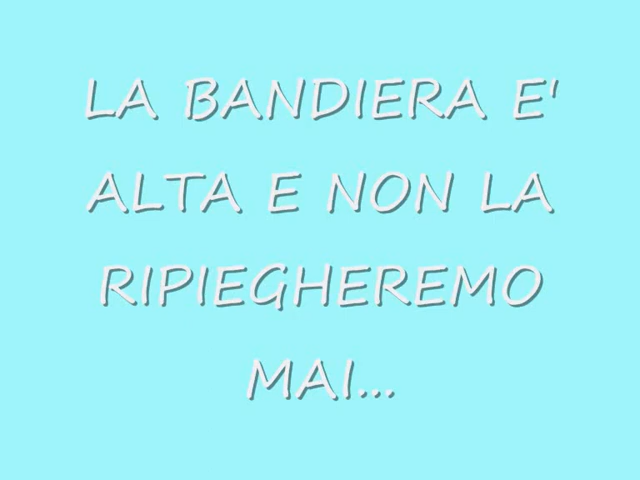 LA BANDIERA E'
ALTA E NON LA
RIPIEGHEREMO
MAI...